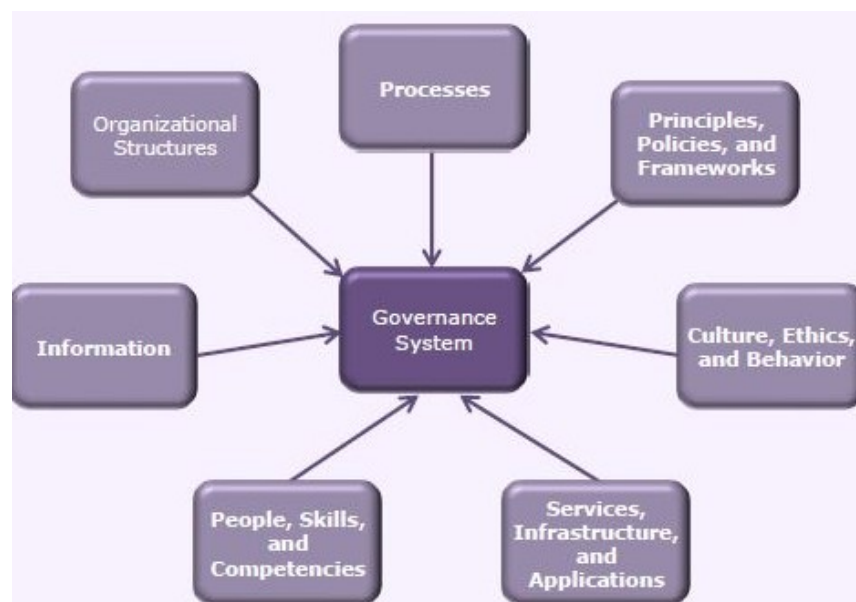 Processes
Organizational
Structures
Principles,
Policies, and
Frameworks
Governance
System
Information
Culture, Ethics,
and Behavior
People, Skills,
and
Competencies
Services,
Infrastructure,
and
Applications